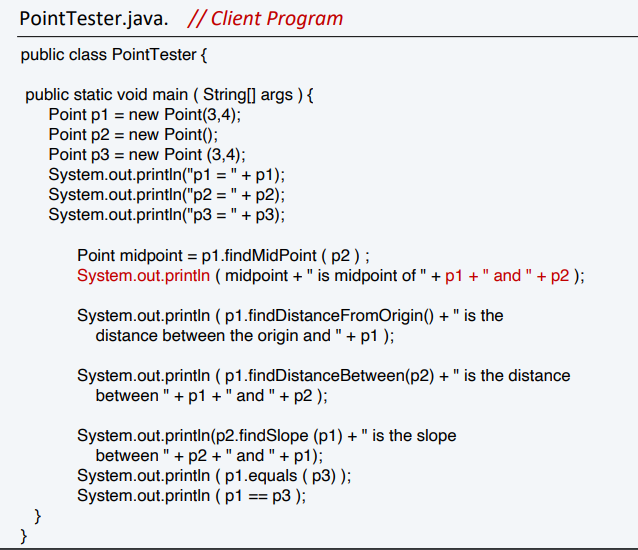 PointTester.java. // Client Program
public class PointTester {
public static void main ( String[] args ) {
Point p1 = new Point(3,4);
Point p2 = new Point();
Point p3 = new Point (3,4);
System.out.println("p1 = " + p1);
System.out.println("p2 = " + p2);
System.out.println("p3 = " + p3);
Point midpoint = p1.findMidPoint ( p2 ) ;
System.out.println ( midpoint + " is midpoint of " + p1 + " and " + p2 );
System.out.println ( p1.findDistanceFromOrigin() + " is the
distance between the origin and " + p1 );
System.out.println ( p1.findDistanceBetween(p2) + " is the distance
between " + p1 + " and " + p2 );
System.out.println(p2.findSlope (p1) + " is the slope
between " + p2 + " and " + p1);
System.out.println ( p1.equals ( p3) );
System.out.println ( p1 == p3 );
}
}